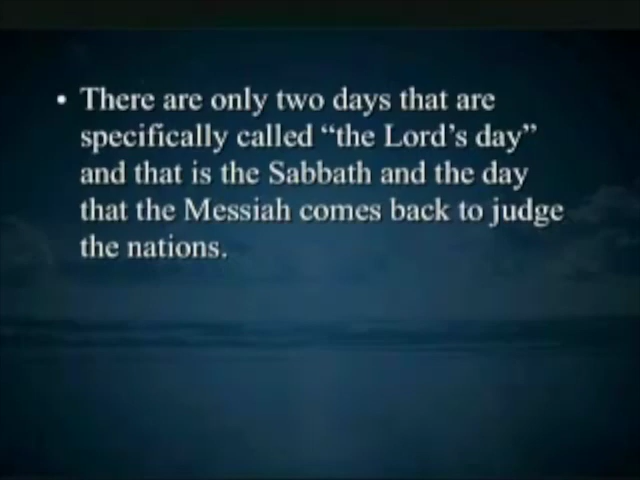 • There are only two days that are
specifically called “the Lord’s day”
and that is the Sabbath and the day
that the Messiah comes back to judge
the nations.